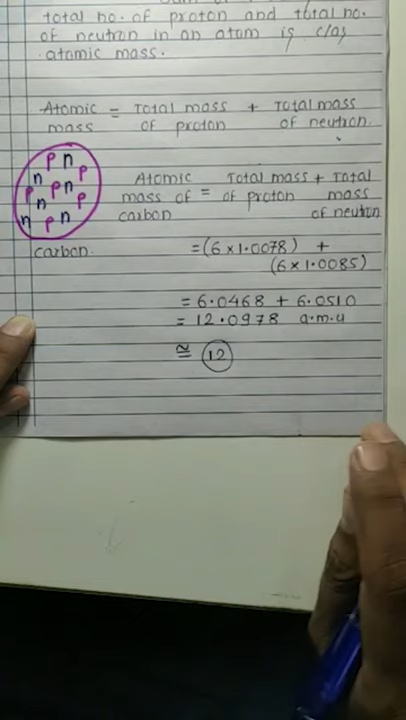 total no. of proton and total no.
of neutron in an atom is c/as
atomic mass.
Atomic = Total mass + Total mass
mass of proton of neutron.
p n
n p
p p n
n p
n p n
carbon.
Atomic Total mass + Total
mass of = of proton mass
carbon of neutron
= (6 × 1.0078) +
(6 × 1.0085)
= 6.0468 + 6.0510
= 12.0978 a.m.u
≅ 12